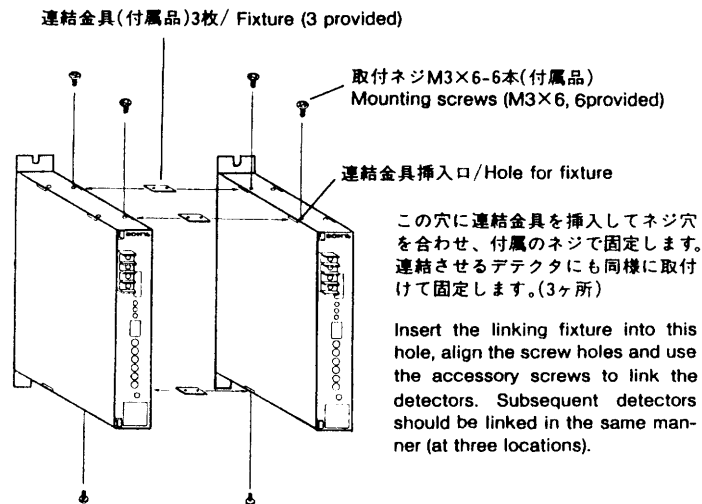 連結金具(付属品)3枚/ Fixture (3 provided)
取付ネジM3×6-6本(付属品)
Mounting screws (M3×6, 6provided)
連結金具挿入口/Hole for fixture
この穴に連結金具を挿入してネジ穴
を合わせ、付属のネジで固定します。
連結させるデテクタにも同様に取付
けて固定します。(3ヶ所)
Insert the linking fixture into this
hole, align the screw holes and use
the accessory screws to link the
detectors. Subsequent detectors
should be linked in the same man-
ner (at three locations).